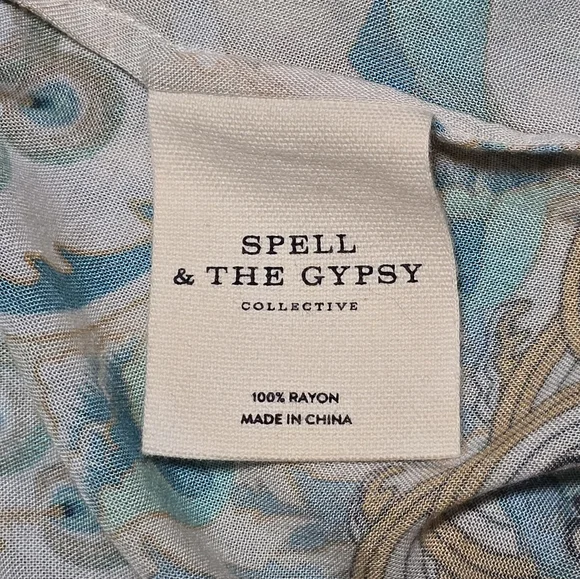 SPELL
& THE GYPSY
COLLECTIVE
100% RAYON
MADE IN CHINA